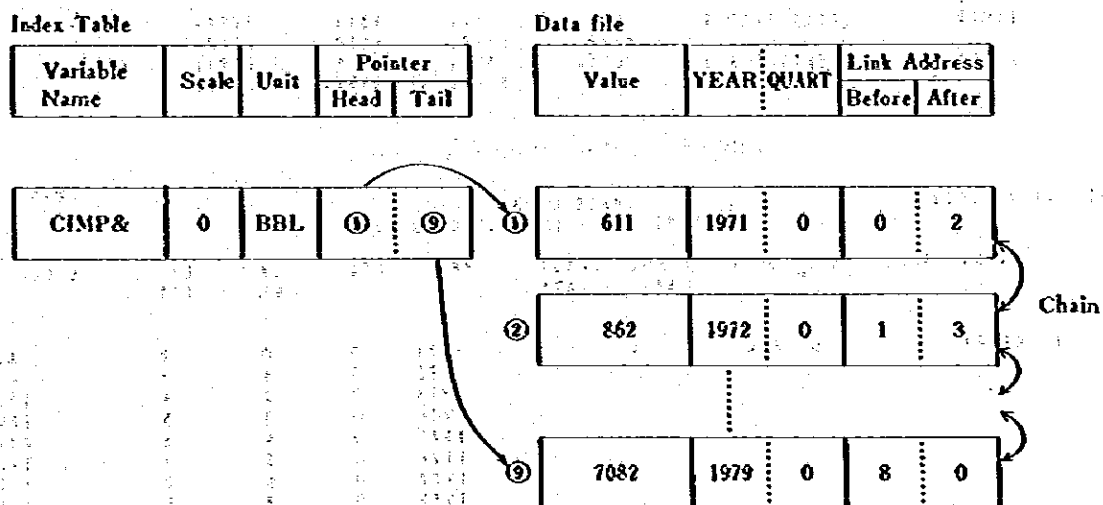 Index Table
Data file
Variable Name
Scale
Unit
Pointer
Head
Tail
Value
YEAR
QUART
Link Address
Before
After
CIMP&
0
BBL
①
⑨
①
611
1971
0
0
2
②
862
1972
0
1
3
Chain
⑨
7082
1979
0
8
0